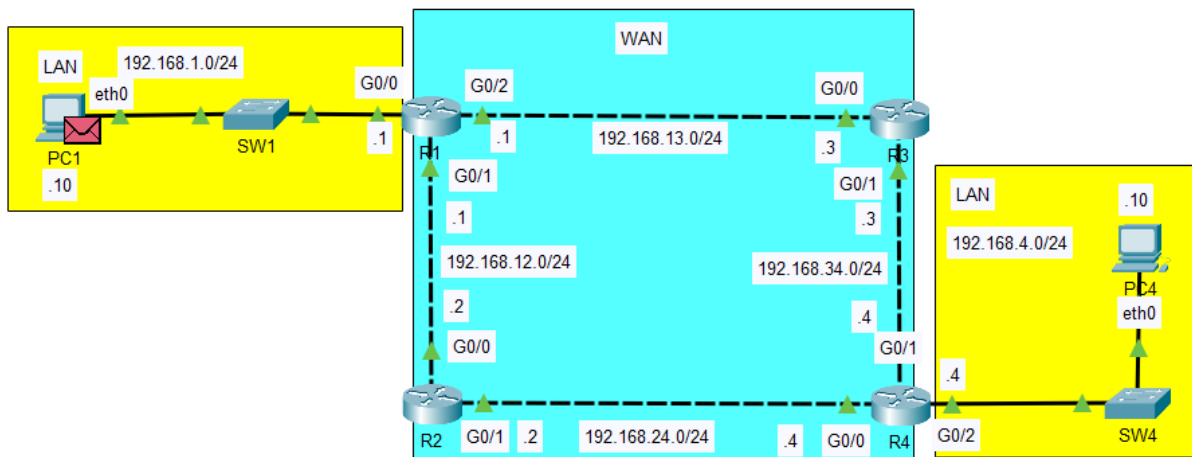 WAN
LAN
192.168.1.0/24
eth0
G0/0
G0/2
G0/0
.1
.1
192.168.13.0/24
.3
PC1
SW1
R1
R3
.10
G0/1
G0/1
LAN
.10
.1
.3
192.168.4.0/24
192.168.12.0/24
192.168.34.0/24
PC4
.2
.4
eth0
G0/0
G0/1
.4
R2
G0/1
.2
192.168.24.0/24
.4
G0/0
R4
G0/2
SW4